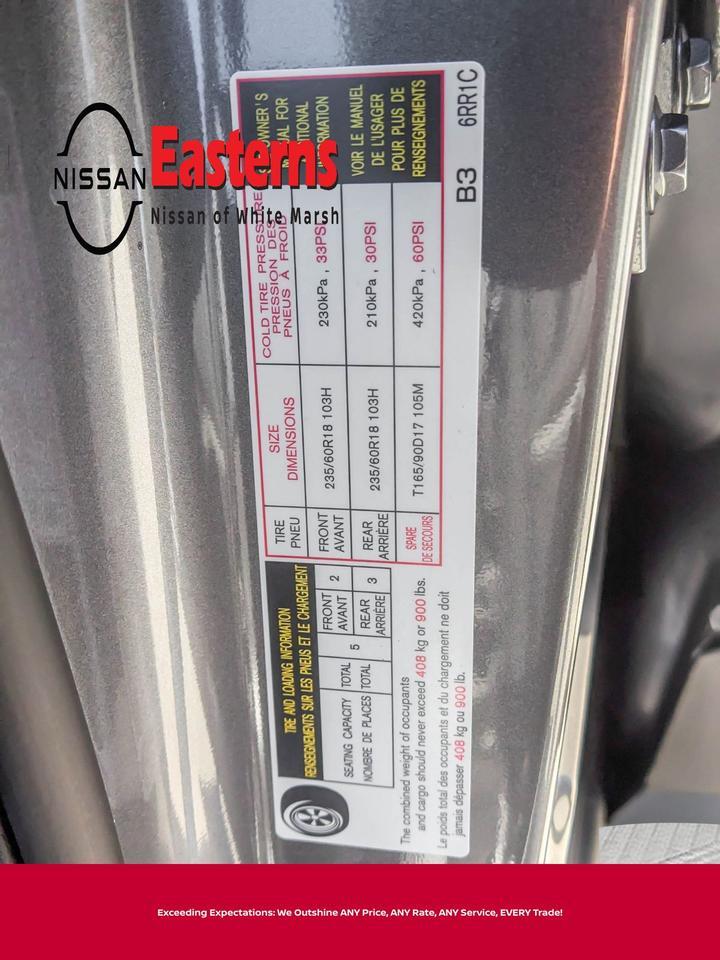 NISSAN
Easterns
Nissan of White Marsh
TIRE AND LOADING INFORMATION
RENSEIGNEMENTS SUR LES PNEUS ET LE CHARGEMENT
SEATING CAPACITY TOTAL 5 FRONT AVANT 2 REAR ARRIÈRE 3
NOMBRE DE PLACES TOTAL
The combined weight of occupants
and cargo should never exceed 408 kg or 900 lbs.
Le poids total des occupants et du chargement ne doit
jamais dépasser 408 kg ou 900 lb.
TIRE PNEU
SIZE DIMENSIONS
COLD TIRE PRESSURE
PRESSION DES
PNEUS À FROID
FRONT AVANT 235/60R18 103H 230kPa , 33PSI
REAR ARRIÈRE 235/60R18 103H 210kPa , 30PSI
SPARE DE SECOURS T165/90D17 105M 420kPa , 60PSI
OWNER'S
FOR
VOIR LE MANUEL
DE L'USAGER
POUR PLUS DE
RENSEIGNEMENTS
B3 6RR1C
Exceeding Expectations: We Outshine ANY Price, ANY Rate, ANY Service, EVERY Trade!